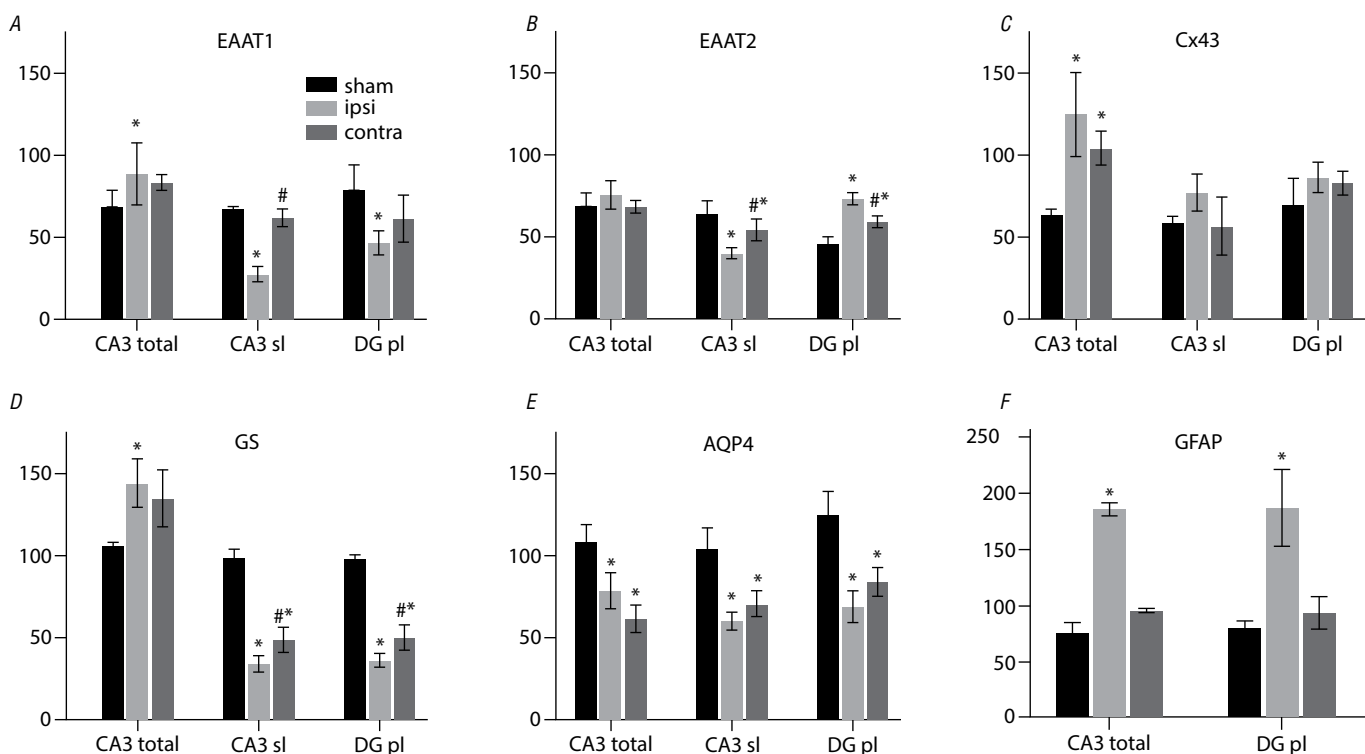 A
EAAT1
sham
ipsi
contra
150
100
50
0
*
*
#
*
CA3 total CA3 sl DG pl
B
EAAT2
150
100
50
0
*
#*
*
#*
CA3 total CA3 sl DG pl
C
Cx43
150
100
50
0
*
*
CA3 total CA3 sl DG pl
D
GS
150
100
50
0
*
*
#*
*
#*
CA3 total CA3 sl DG pl
E
AQP4
150
100
50
0
*
*
*
*
*
*
CA3 total CA3 sl DG pl
F
GFAP
250
200
150
100
50
0
*
*
CA3 total DG pl